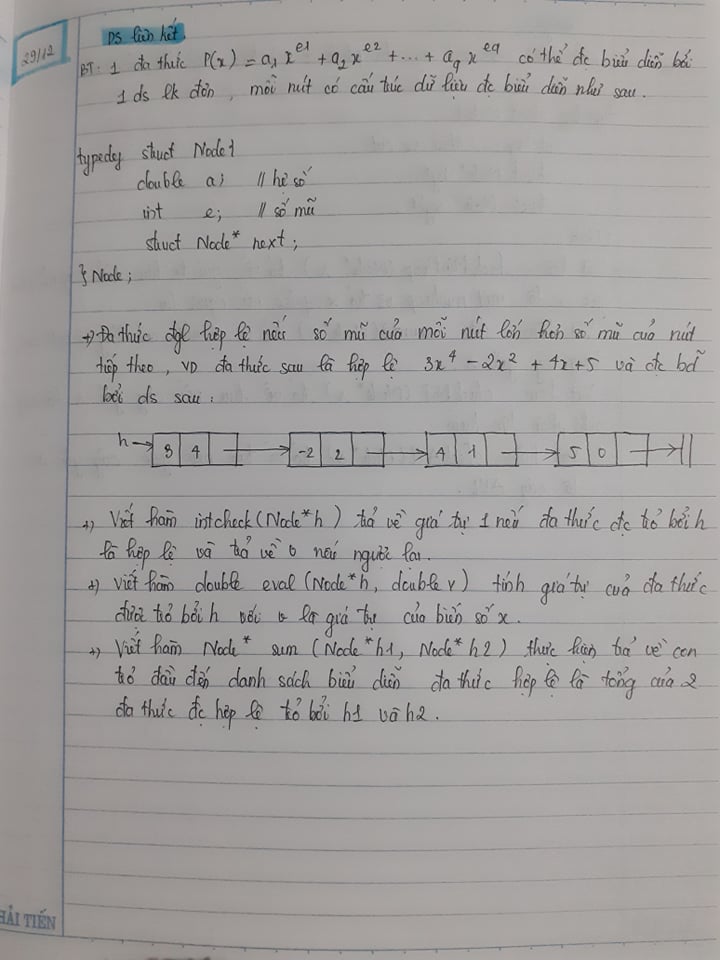 DS liên kết.
29/12
BT: 1 đa thức P(x) = a₁x^e1 + a₂x^e2 + ... + aqx^eq có thể đc biểu diễn bởi
1 ds lk đơn, mỗi nút có cấu trúc dữ liệu đc biểu diễn như sau.
typedef struct Node{
double a; // hệ số
int e; // số mũ
struct Node* next;
} Node;
+) Đa thức đgl hợp lệ nếu số mũ của mỗi nút lớn hơn số mũ của nút
tiếp theo, VD đa thức sau là hợp lệ 3x⁴ - 2x² + 4x + 5 và đc bd
bởi ds sau:
h 3 4 -2 2 4 1 5 0
+) Viết hàm int check(Node*h) trả về giá trị 1 nếu đa thức đc trỏ bởi h
là hợp lệ và trả về 0 nếu ngược lại.
+) Viết hàm double eval (Node*h, double v) tính giá trị của đa thức
được trỏ bởi h với v là giá trị của biến số x.
+) Viết hàm Node* sum (Node*h1, Node*h2) thực hiện trả về con
trỏ đầu đến danh sách biểu diễn đa thức hợp lệ là tổng của 2
đa thức đc hợp lệ trỏ bởi h1 và h2.
HẢI TIẾN